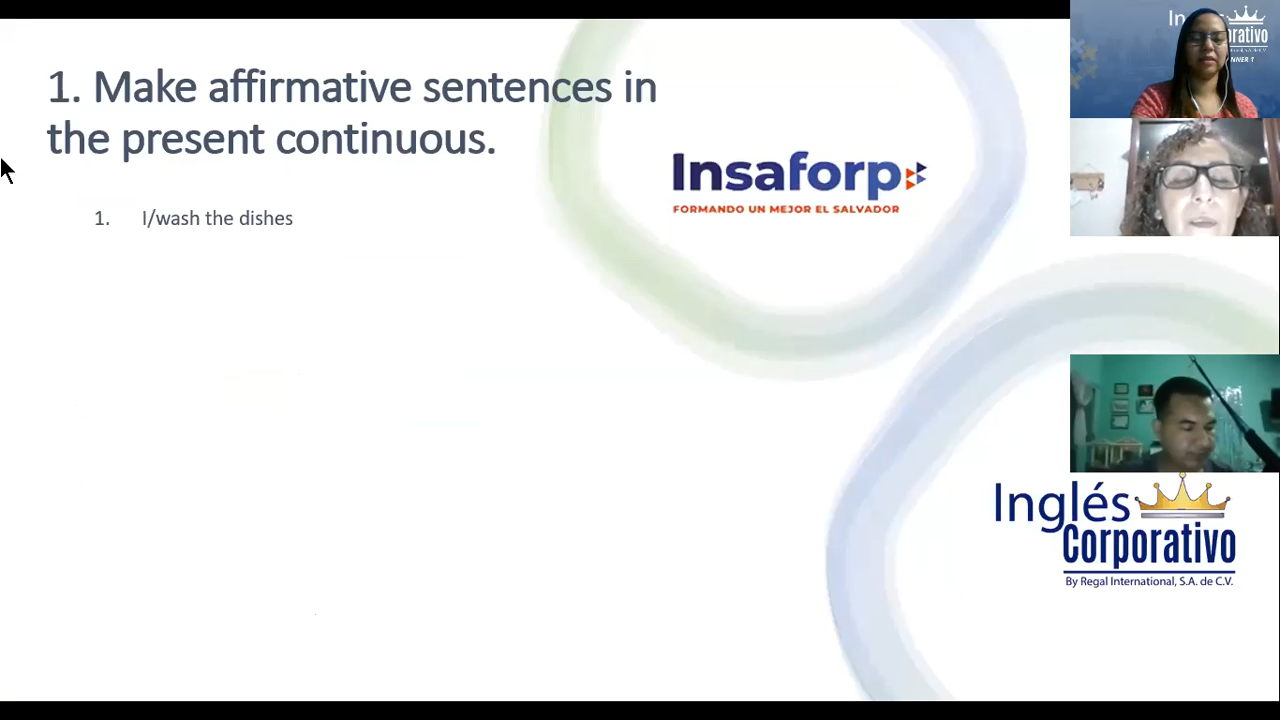 1. Make affirmative sentences in
the present continuous.
1. I/wash the dishes
Insaforp
FORMANDO UN MEJOR EL SALVADOR
Inglés
Corporativo
By Regal International, S.A. de C.V.